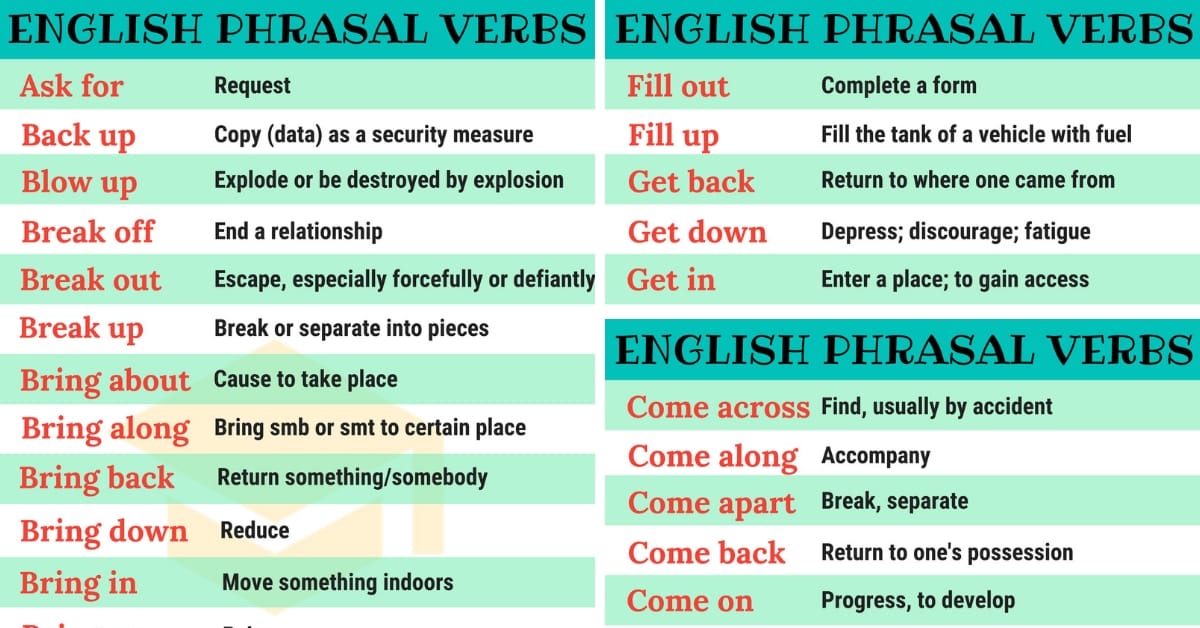 ENGLISH PHRASAL VERBS
Ask for Request
Back up Copy (data) as a security measure
Blow up Explode or be destroyed by explosion
Break off End a relationship
Break out Escape, especially forcefully or defiantly
Break up Break or separate into pieces
Bring about Cause to take place
Bring along Bring smb or smt to certain place
Bring back Return something/somebody
Bring down Reduce
Bring in Move something indoors
ENGLISH PHRASAL VERBS
Fill out Complete a form
Fill up Fill the tank of a vehicle with fuel
Get back Return to where one came from
Get down Depress; discourage; fatigue
Get in Enter a place; to gain access
ENGLISH PHRASAL VERBS
Come across Find, usually by accident
Come along Accompany
Come apart Break, separate
Come back Return to one's possession
Come on Progress, to develop